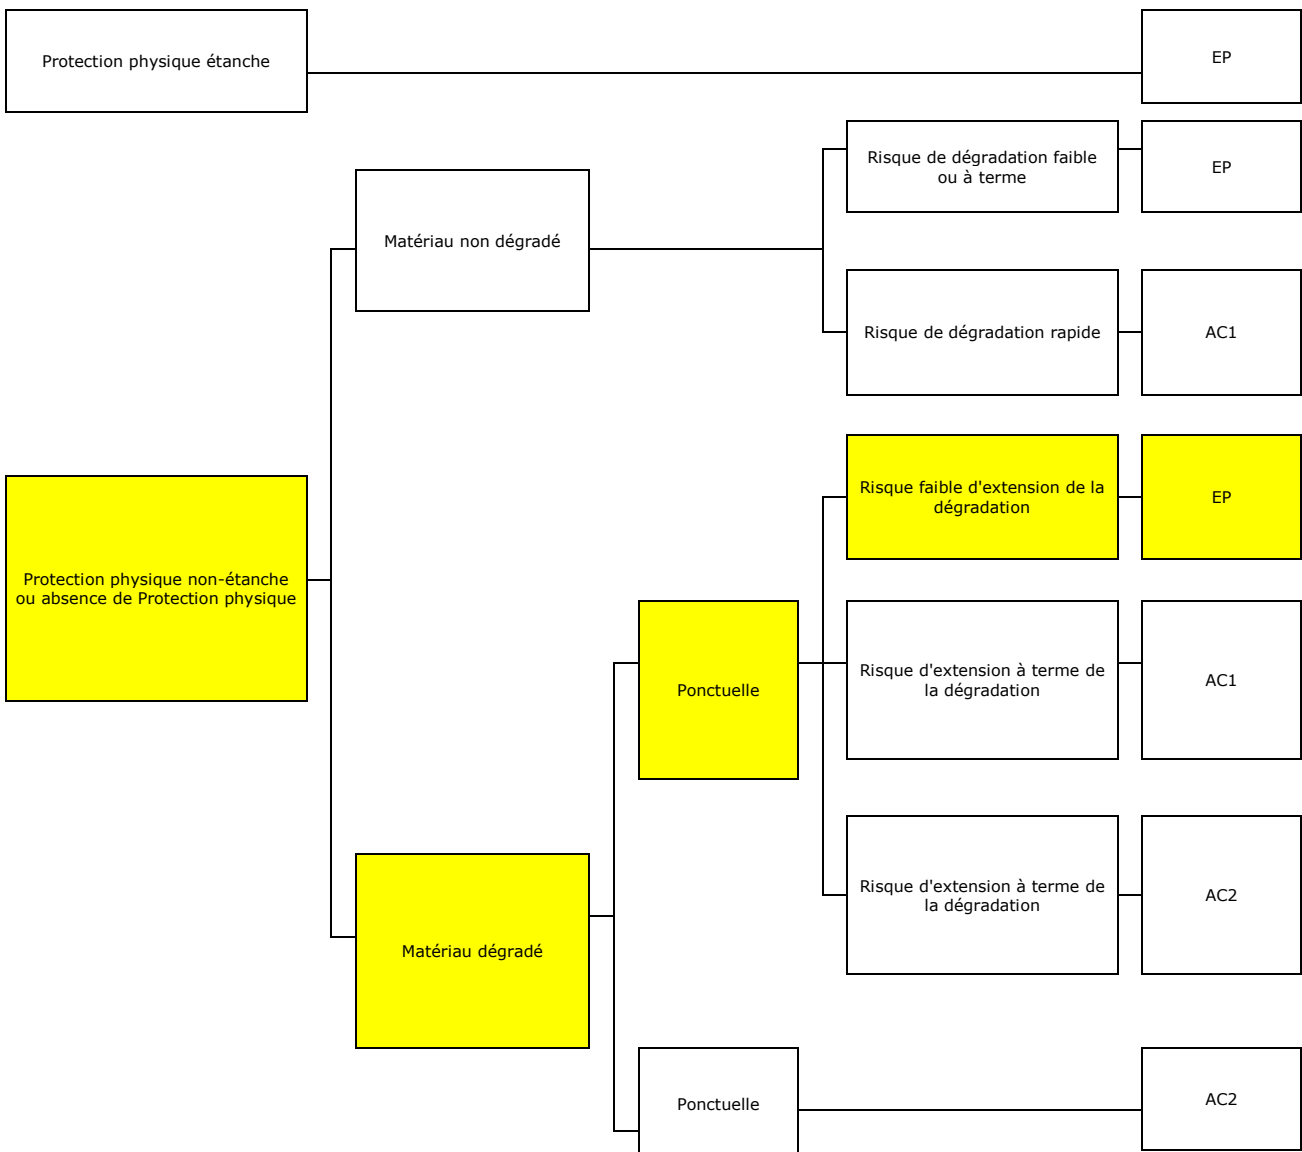 Protection physique étanche
EP
Risque de dégradation faible
ou à terme
EP
Matériau non dégradé
Risque de dégradation rapide
AC1
Risque faible d'extension de la
dégradation
EP
Protection physique non-étanche
ou absence de Protection physique
Ponctuelle
Risque d'extension à terme de
la dégradation
AC1
Risque d'extension à terme de
la dégradation
AC2
Matériau dégradé
Ponctuelle
AC2